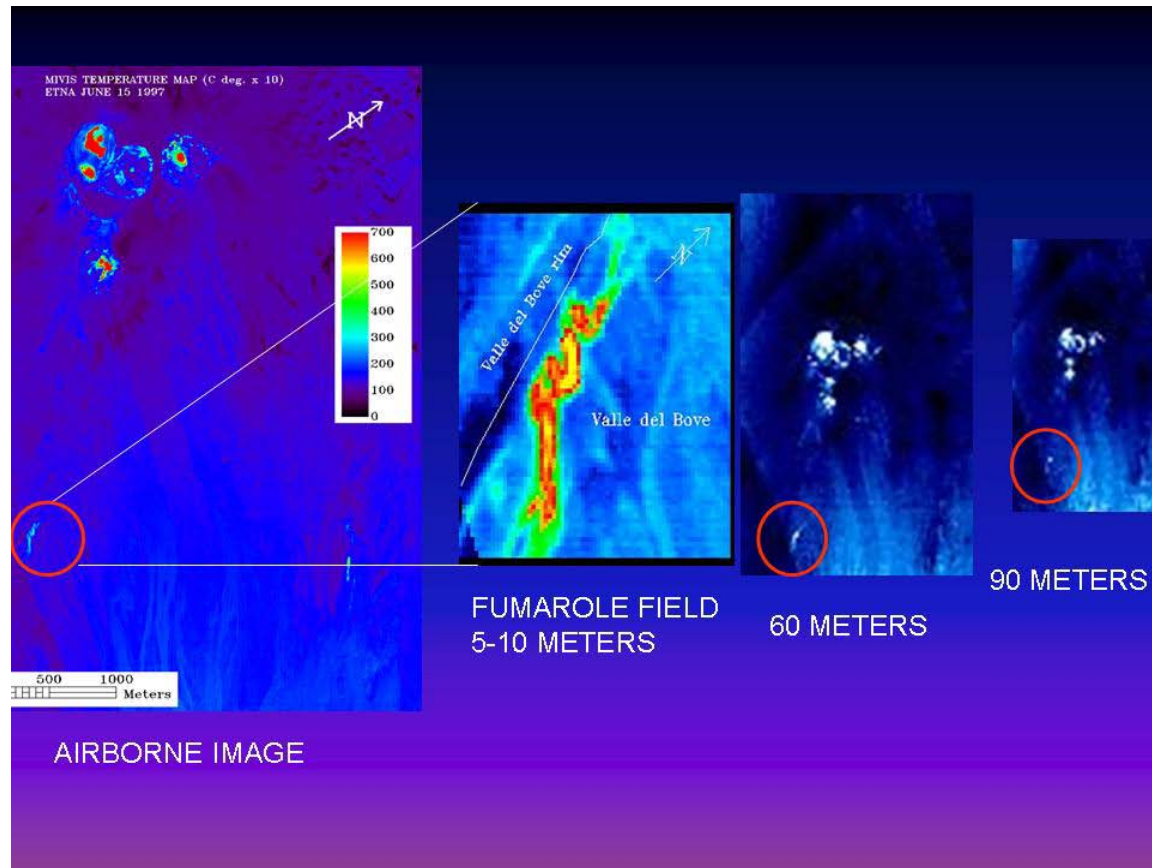 MIVIS TEMPERATURE MAP (C deg. x 10)
ETNA JUNE 15 1997
N
700
600
500
400
300
200
100
0
500 1000
Meters
AIRBORNE IMAGE
Valle del Bove rim
N
Valle del Bove
FUMAROLE FIELD
5-10 METERS
60 METERS
90 METERS